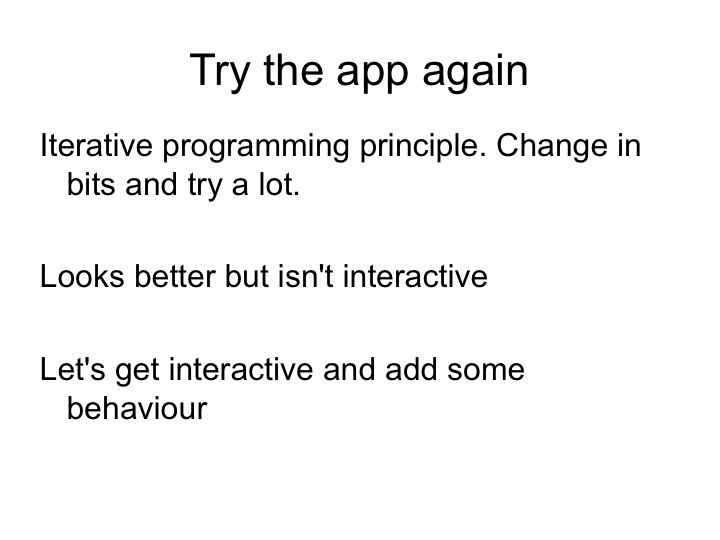 Try the app again
Iterative programming principle. Change in
bits and try a lot.
Looks better but isn't interactive
Let's get interactive and add some
behaviour